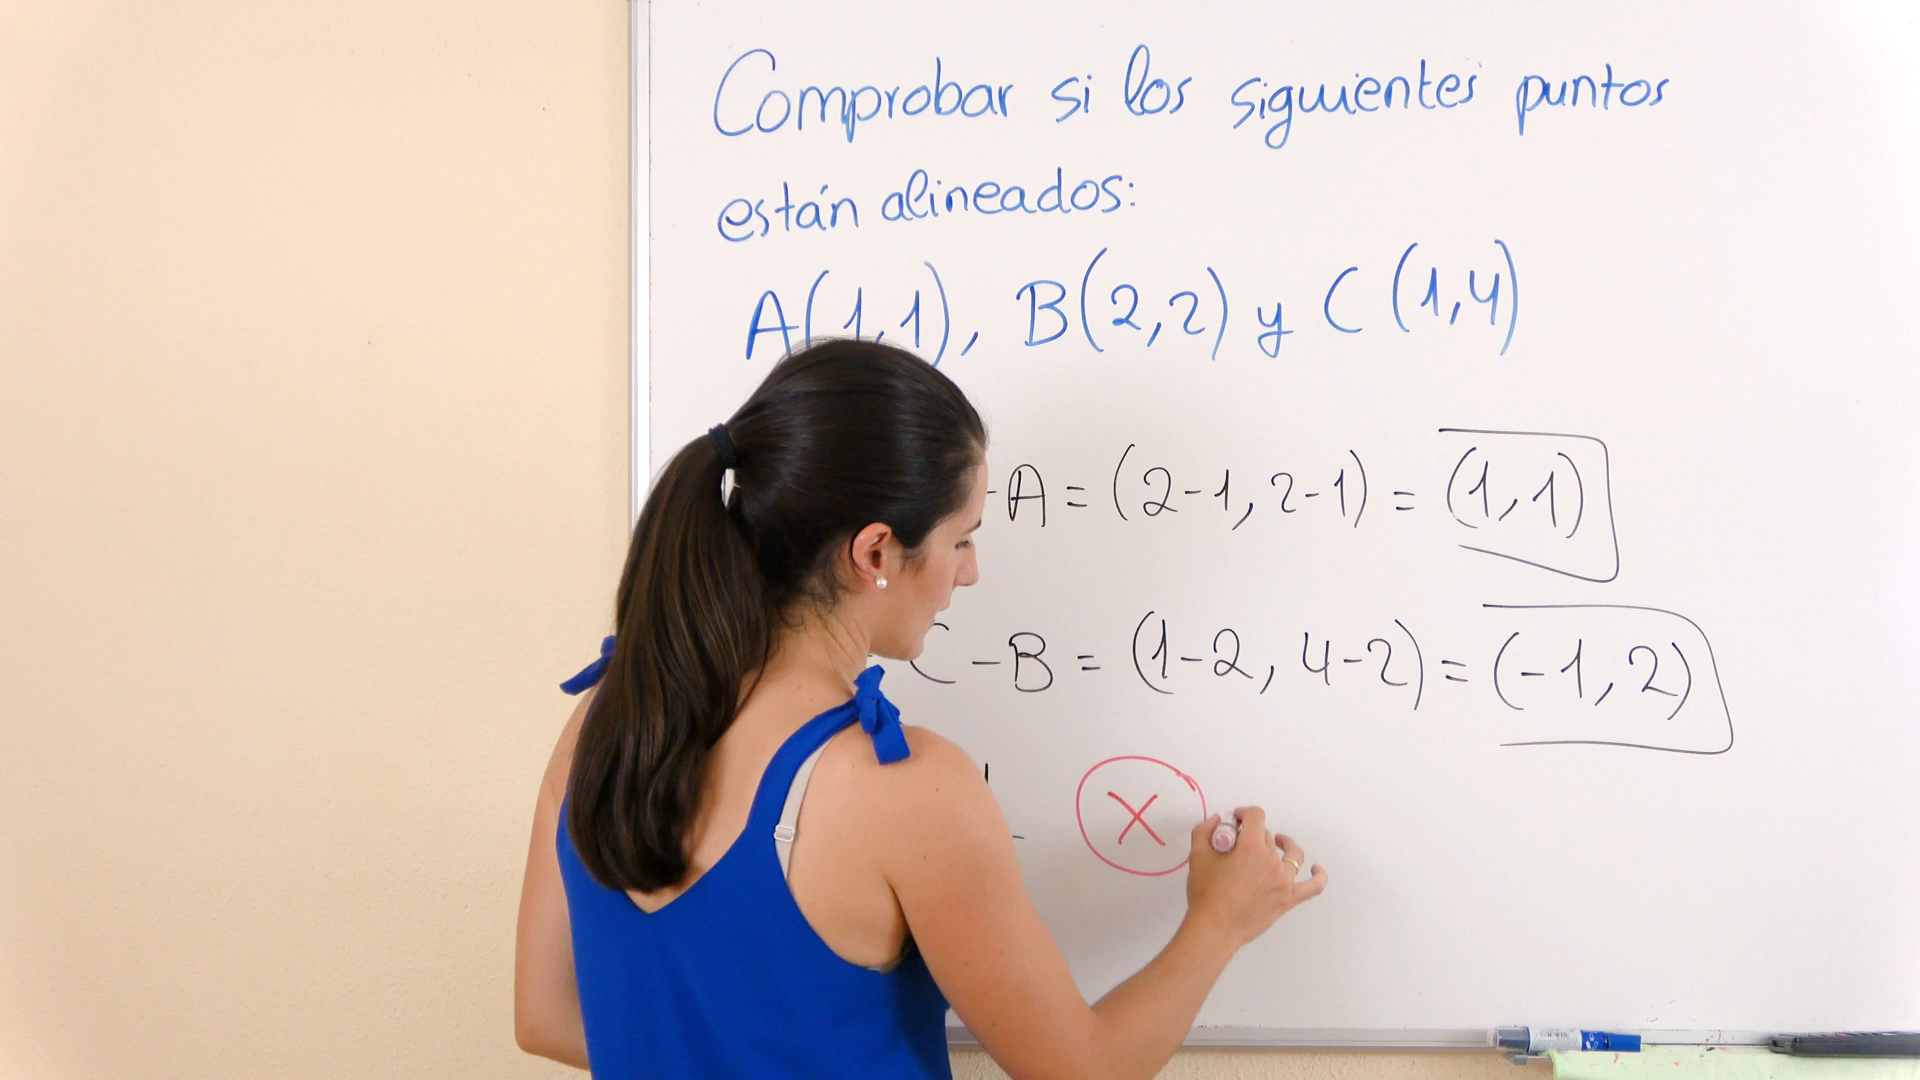 Comprobar si los siguientes puntos
están alineados:
A(1,1), B(2,2) y C(1,4)
-A = (2-1, 2-1) = (1,1)
C-B = (1-2, 4-2) = (-1,2)
X